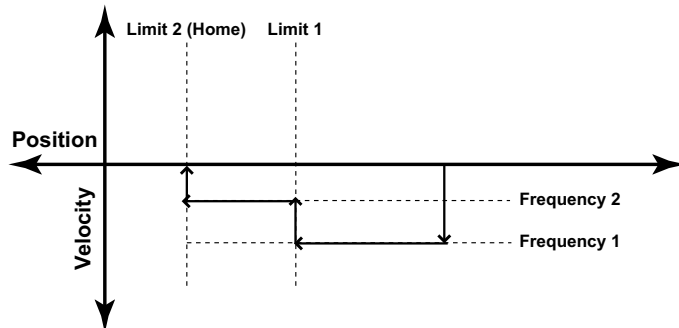 Limit 2 (Home)
Limit 1
Position
Velocity
Frequency 2
Frequency 1